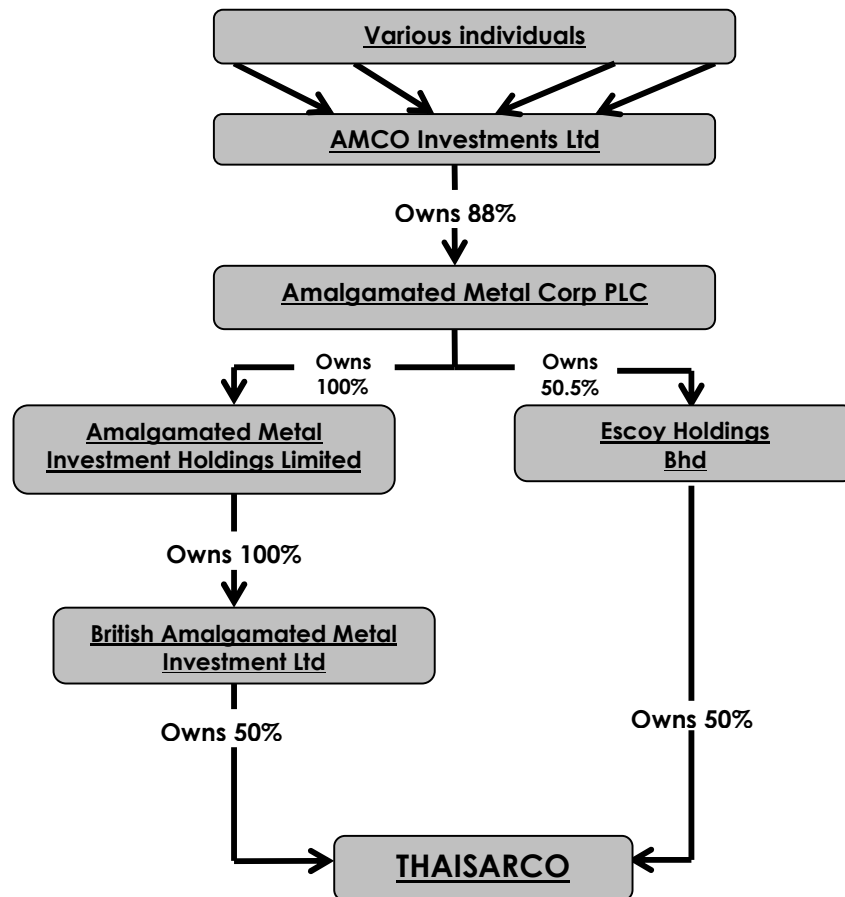 Various individuals
AMCO Investments Ltd
Owns 88%
Amalgamated Metal Corp PLC
Owns
100%
Owns
50.5%
Amalgamated Metal
Investment Holdings Limited
Escoy Holdings
Bhd
Owns 100%
British Amalgamated Metal
Investment Ltd
Owns 50%
Owns 50%
THAISARCO